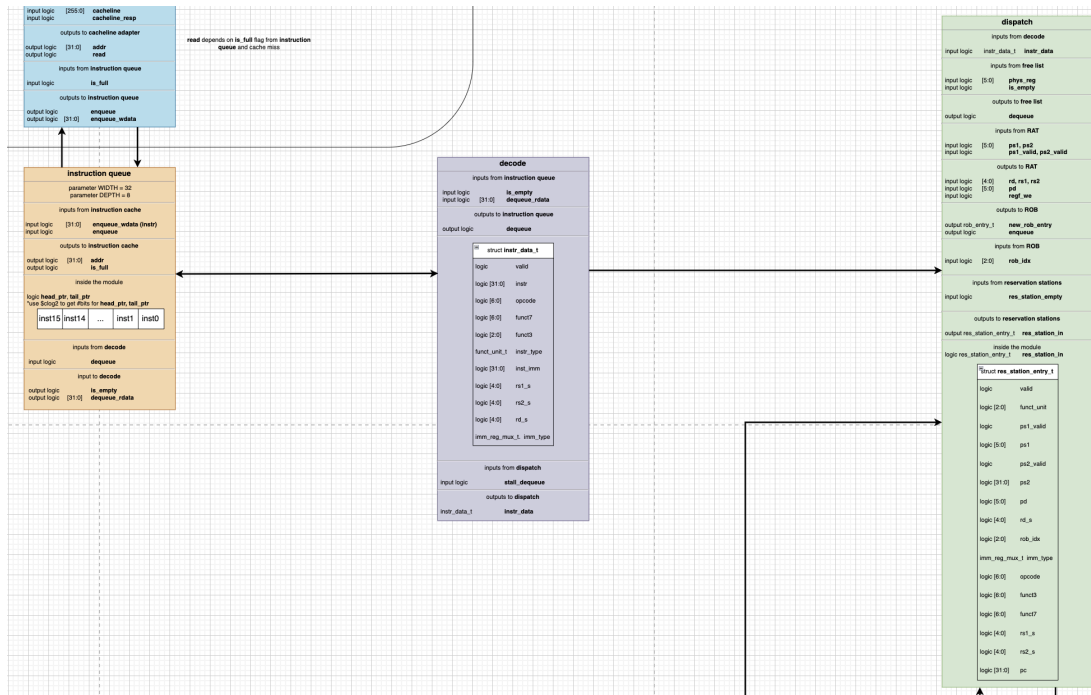 input logic [255:0] cacheline
input logic cacheline_resp
outputs to cacheline adapter
output logic [31:0] addr
output logic read
inputs from instruction queue
input logic is_full
outputs to instruction queue
output logic enqueue
output logic [31:0] enqueue_wdata
read depends on is_full flag from instruction
queue and cache miss
instruction queue
parameter WIDTH = 32
parameter DEPTH = 8
inputs from instruction cache
input logic [31:0] enqueue_wdata (instr)
input logic enqueue
outputs to instruction cache
output logic [31:0] addr
output logic is_full
inside the module
logic head_ptr, tail_ptr
*use $clog2 to get #bits for head_ptr, tail_ptr
inst15 inst14 ... inst1 inst0
inputs from decode
input logic dequeue
input to decode
output logic is_empty
output logic [31:0] dequeue_rdata
decode
inputs from instruction queue
input logic is_empty
input logic [31:0] dequeue_rdata
outputs to instruction queue
output logic dequeue
struct instr_data_t
logic valid
logic [31:0] instr
logic [6:0] opcode
logic [6:0] funct7
logic [2:0] funct3
funct_unit_t instr_type
logic [31:0] inst_imm
logic [4:0] rs1_s
logic [4:0] rs2_s
logic [4:0] rd_s
imm_reg_mux_t. imm_type
inputs from dispatch
input logic stall_dequeue
outputs to dispatch
instr_data_t instr_data
dispatch
inputs from decode
input logic instr_data_t instr_data
inputs from free list
input logic [5:0] phys_reg
input logic is_empty
outputs to free list
output logic dequeue
inputs from RAT
input logic [5:0] ps1, ps2
input logic ps1_valid, ps2_valid
outputs to RAT
input logic [4:0] rd, rs1, rs2
input logic [5:0] pd
input logic regf_we
outputs to ROB
output rob_entry_t new_rob_entry
output logic enqueue
inputs from ROB
input logic [2:0] rob_idx
inputs from reservation stations
input logic res_station_empty
outputs to reservation stations
output res_station_entry_t res_station_in
inside the module
logic res_station_entry_t res_station_in
struct res_station_entry_t
logic valid
logic [2:0] funct_unit
logic ps1_valid
logic [5:0] ps1
logic ps2_valid
logic [31:0] ps2
logic [5:0] pd
logic [4:0] rd_s
logic [2:0] rob_idx
imm_reg_mux_t imm_type
logic [6:0] opcode
logic [6:0] funct3
logic [6:0] funct7
logic [4:0] rs1_s
logic [4:0] rs2_s
logic [31:0] pc